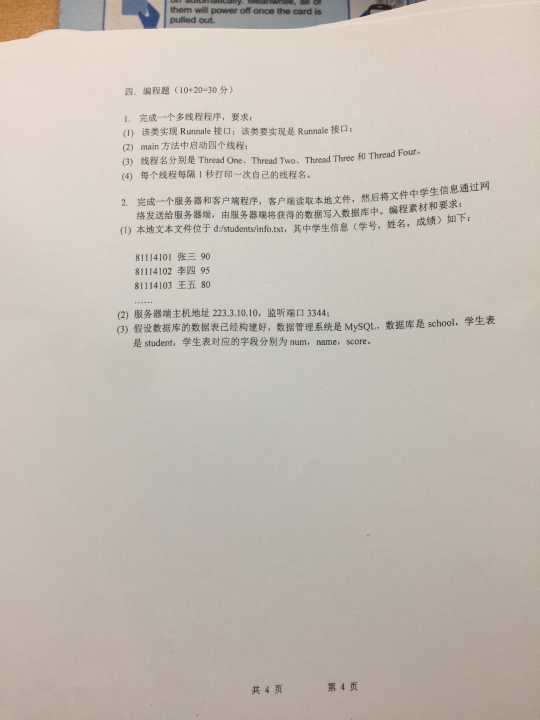 them will power off once the card is
pulled out.
四．编程题（10+20=30 分）
1. 完成一个多线程程序，要求：
(1) 该类实现 Runnale 接口；该类要实现是 Runnale 接口；
(2) main 方法中启动四个线程；
(3) 线程名分别是 Thread One、Thread Two、Thread Three 和 Thread Four。
(4) 每个线程每隔 1 秒打印一次自己的线程名。
2. 完成一个服务器和客户端程序，客户端读取本地文件，然后将文件中学生信息通过网
络发送给服务器端，由服务器端将获得的数据写入数据库中。编程素材和要求：
(1) 本地文本文件位于 d:/students/info.txt，其中学生信息（学号，姓名，成绩）如下：
81114101 张三 90
81114102 李四 95
81114103 王五 80
……
(2) 服务器端主机地址 223.3.10.10，监听端口 3344；
(3) 假设数据库的数据表已经构建好，数据管理系统是 MySQL，数据库是 school，学生表
是 student，学生表对应的字段分别为 num，name，score。
共 4 页 第 4 页